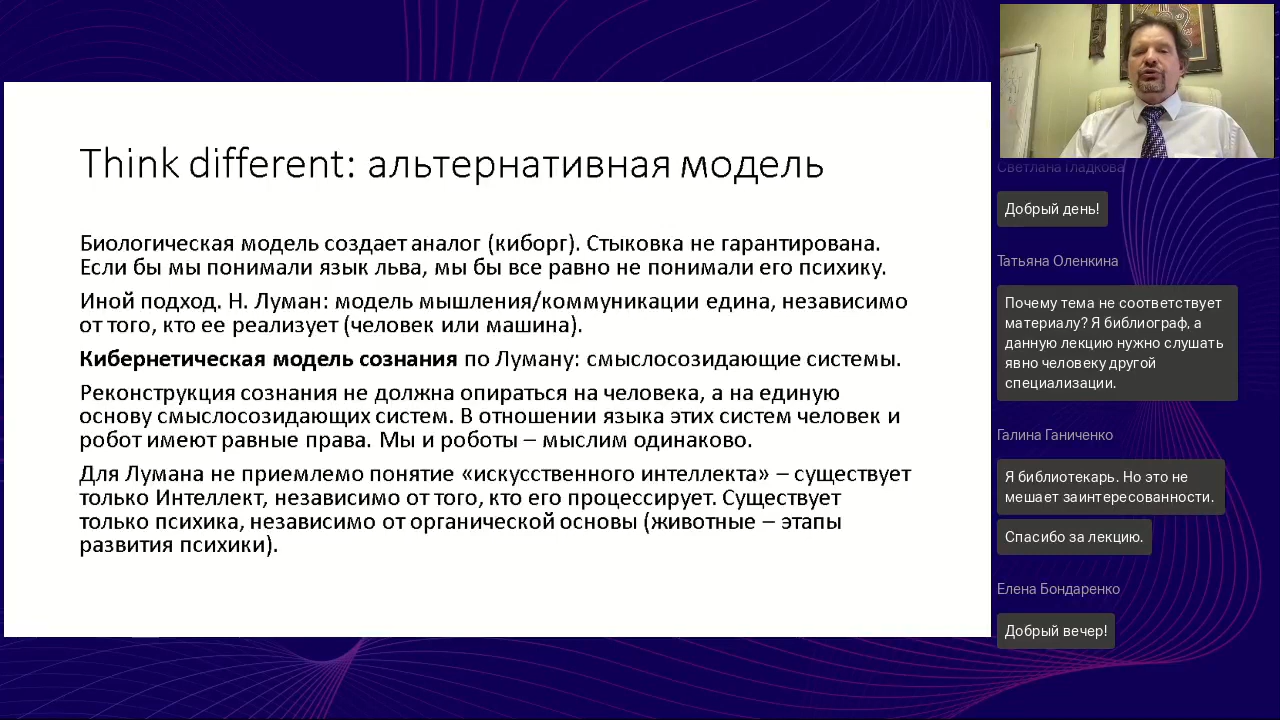 Think different: альтернативная модель
Биологическая модель создает аналог (киборг). Стыковка не гарантирована.
Если бы мы понимали язык льва, мы бы все равно не понимали его психику.
Иной подход. Н. Луман: модель мышления/коммуникации едина, независимо
от того, кто ее реализует (человек или машина).
Кибернетическая модель сознания по Луману: смыслосозидающие системы.
Реконструкция сознания не должна опираться на человека, а на единую
основу смыслосозидающих систем. В отношении языка этих систем человек и
робот имеют равные права. Мы и роботы – мыслим одинаково.
Для Лумана не приемлемо понятие «искусственного интеллекта» – существует
только Интеллект, независимо от того, кто его процессирует. Существует
только психика, независимо от органической основы (животные – этапы
развития психики).
Светлана Гладкова
Добрый день!
Татьяна Оленкина
Почему тема не соответствует
материалу? Я библиограф, а
данную лекцию нужно слушать
явно человеку другой
специализации.
Галина Ганиченко
Я библиотекарь. Но это не
мешает заинтересованности.
Спасибо за лекцию.
Елена Бондаренко
Добрый вечер!